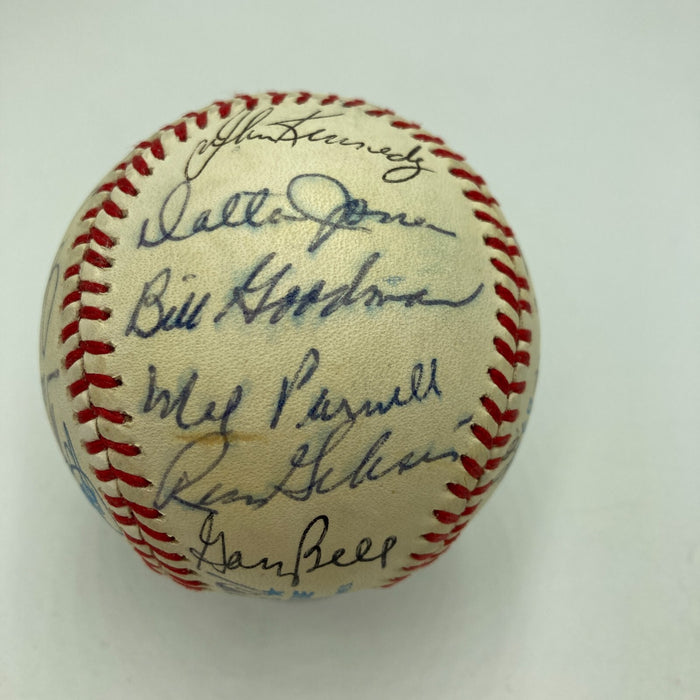 John Kennedy
Dalton Jones
Bill Goodman
Mel Parnell
Russ Gibson
Gary Bell